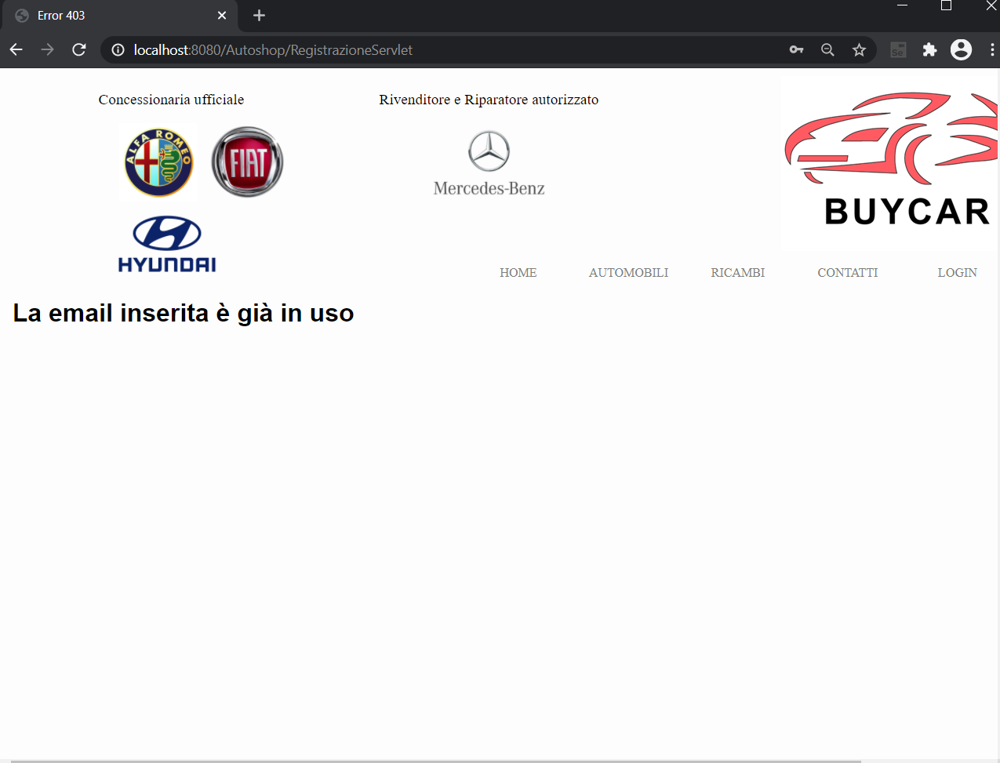 Error 403
localhost:8080/Autoshop/RegistrazioneServlet
Se
Concessionaria ufficiale
Rivenditore e Riparatore autorizzato
ALFA ROMEO
FIAT
Mercedes-Benz
BUYCAR
HYUNDAI
HOME AUTOMOBILI RICAMBI CONTATTI LOGIN
La email inserita è già in uso